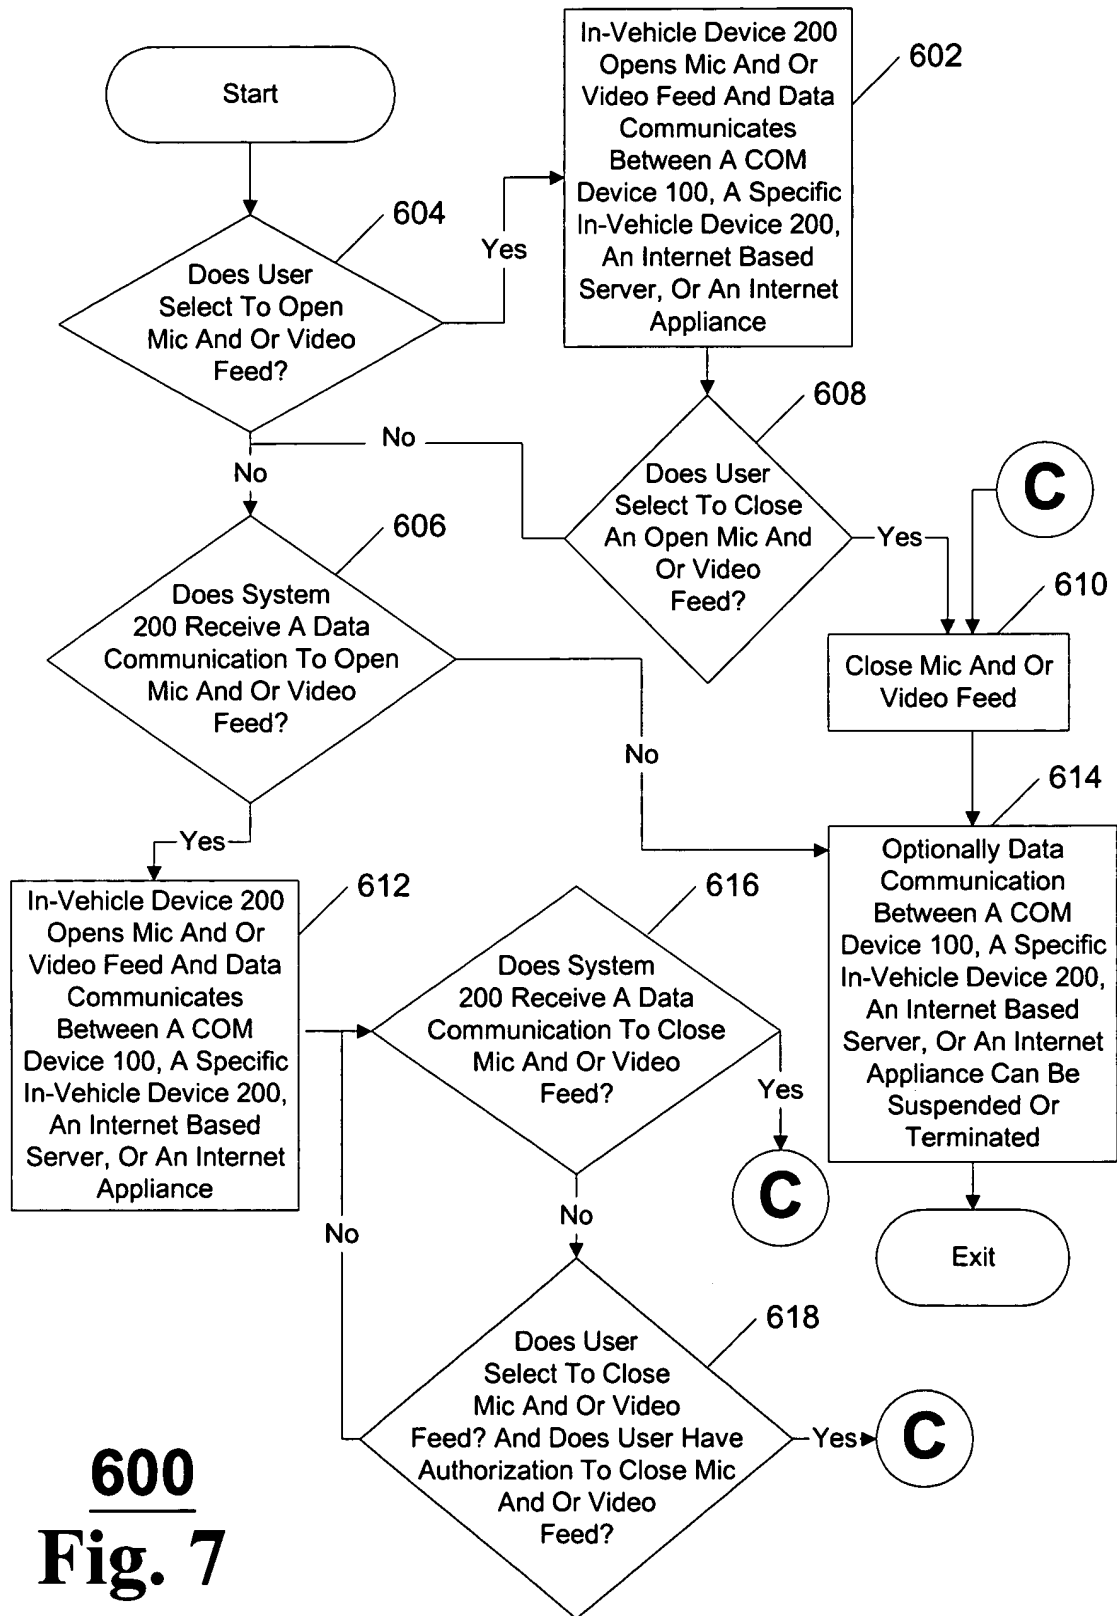 Start
In-Vehicle Device 200
Opens Mic And Or
Video Feed And Data
Communicates
Between A COM
Device 100, A Specific
In-Vehicle Device 200,
An Internet Based
Server, Or An Internet
Appliance
602
604
Does User
Select To Open
Mic And Or Video
Feed?
Yes
No
608
Does User
Select To Close
An Open Mic And
Or Video
Feed?
No
Yes
C
606
Does System
200 Receive A Data
Communication To Open
Mic And Or Video
Feed?
610
Close Mic And Or
Video Feed
No
Yes
614
Optionally Data
Communication
Between A COM
Device 100, A Specific
In-Vehicle Device 200,
An Internet Based
Server, Or An Internet
Appliance Can Be
Suspended Or
Terminated
612
In-Vehicle Device 200
Opens Mic And Or
Video Feed And Data
Communicates
Between A COM
Device 100, A Specific
In-Vehicle Device 200,
An Internet Based
Server, Or An Internet
Appliance
616
Does System
200 Receive A Data
Communication To Close
Mic And Or Video
Feed?
Yes
C
No
No
Exit
618
Does User
Select To Close
Mic And Or Video
Feed? And Does User Have
Authorization To Close Mic
And Or Video
Feed?
Yes
C
600
Fig. 7